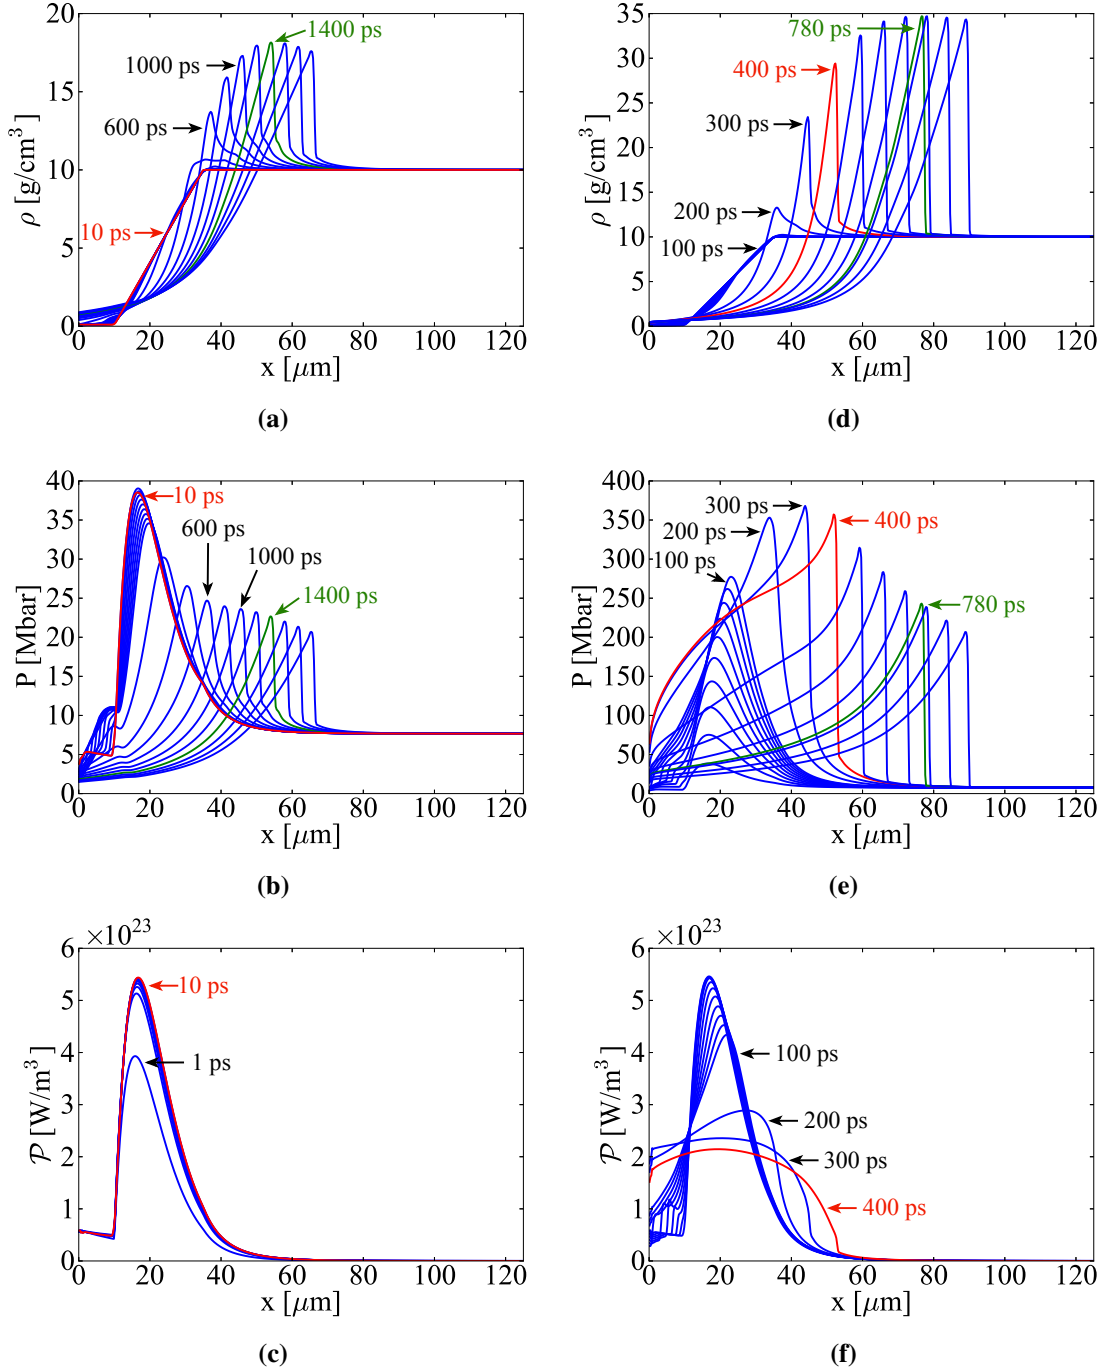 20
15
10
5
0
ρ [g/cm³]
1400 ps
1000 ps
600 ps
10 ps
0 20 40 60 80 100 120
x [μm]
(a)
35
30
25
20
15
10
5
0
ρ [g/cm³]
780 ps
400 ps
300 ps
200 ps
100 ps
0 20 40 60 80 100 120
x [μm]
(d)
40
35
30
25
20
15
10
5
0
P [Mbar]
10 ps
600 ps
1000 ps
1400 ps
0 20 40 60 80 100 120
x [μm]
(b)
400
350
300
250
200
150
100
50
0
P [Mbar]
300 ps
200 ps
100 ps
400 ps
780 ps
0 20 40 60 80 100 120
x [μm]
(e)
×10²³
6
5
4
3
2
1
0
𝒫 [W/m³]
10 ps
1 ps
0 20 40 60 80 100 120
x [μm]
(c)
×10²³
6
5
4
3
2
1
0
𝒫 [W/m³]
100 ps
200 ps
300 ps
400 ps
0 20 40 60 80 100 120
x [μm]
(f)